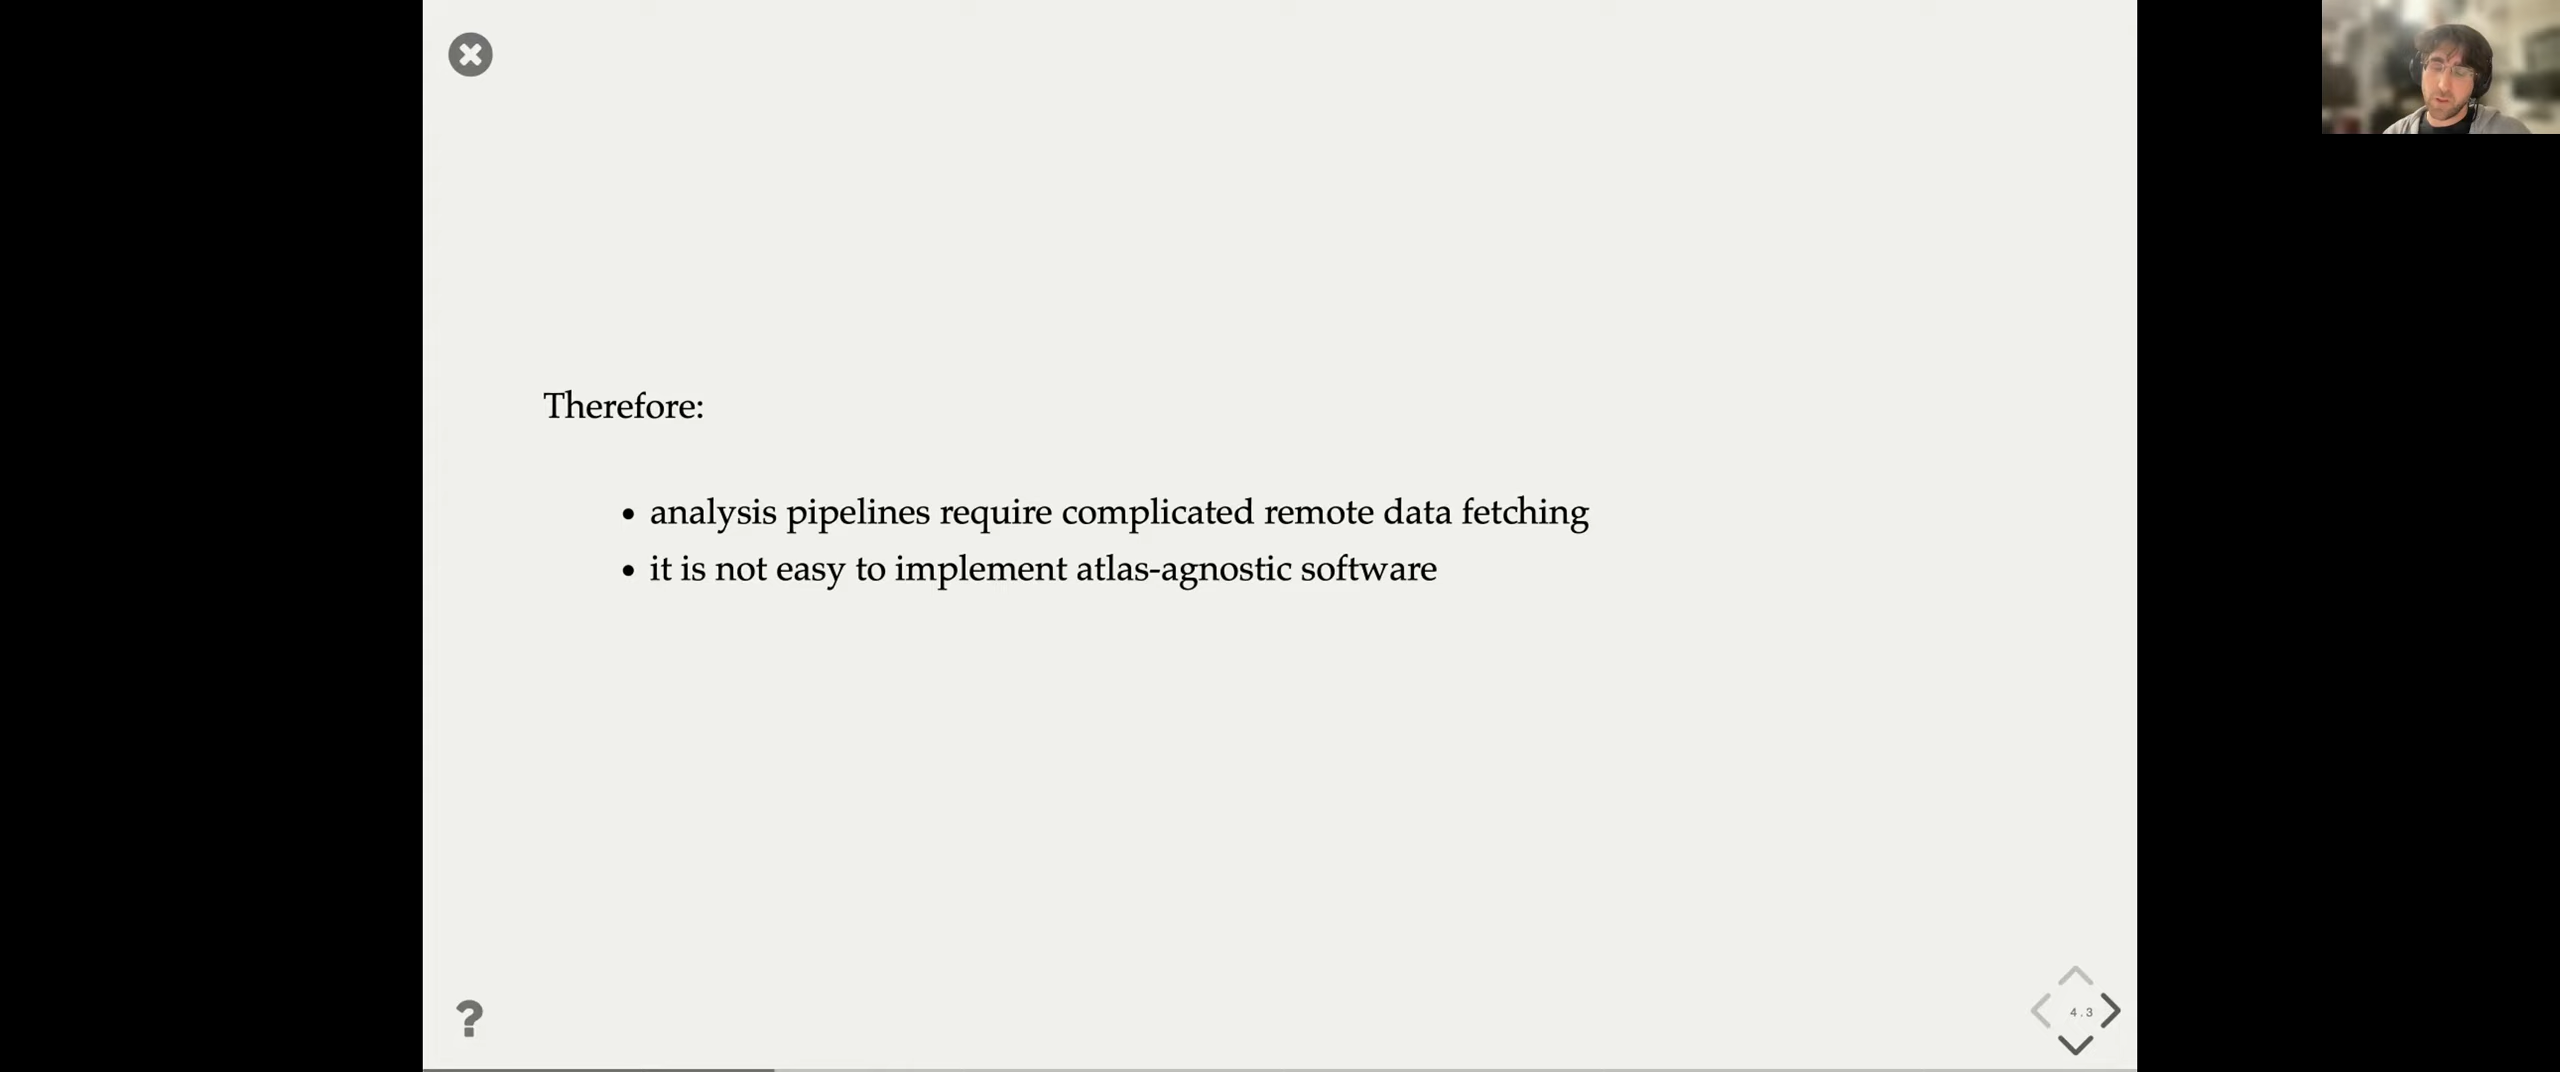 Therefore:
• analysis pipelines require complicated remote data fetching
• it is not easy to implement atlas-agnostic software
?
4.3